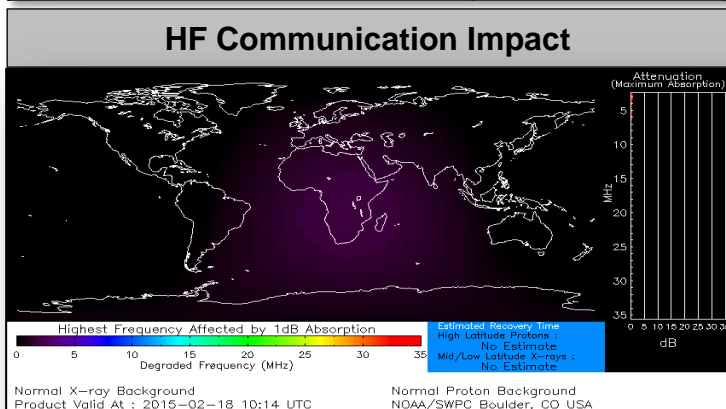 HF Communication Impact
Attenuation
(Maximum Absorption)
5
10
15
20
25
30
35
MHz
0 5 10 15 20 25 30
dB
Highest Frequency Affected by 1dB Absorption
0 5 10 15 20 25 30 35
Degraded Frequency (MHz)
Estimated Recovery Time
High Latitude Protons :
No Estimate
Mid/Low Latitude X-rays :
No Estimate
Normal X-ray Background
Product Valid At : 2015-02-18 10:14 UTC
Normal Proton Background
NOAA/SWPC Boulder, CO USA